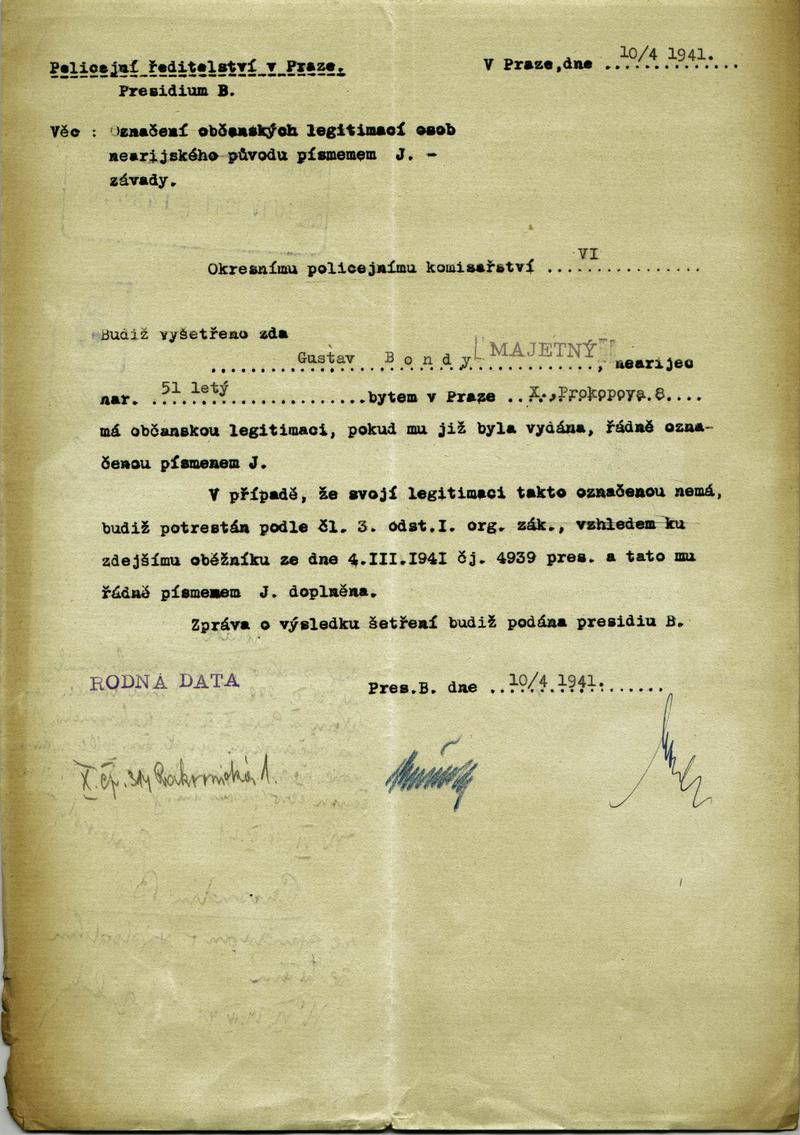 Policejní ředitelství v Praze.
V Praze,dne 10/4 1941.
Presidium B.
Věc : Označení občanských legitimací osob
nearijského původu písmemem J. -
závady.
Okresnímu policejnímu komisařství VI
Budiž vyšetřeno zda
Gustav Bondy MAJETNÝ , nearijec
nar. 51 letý bytem v Praze X.,Prokopova 8
má občanskou legitimaci, pokud mu již byla vydána, řádně ozna-
čenou písmenem J.
V případě, že svojí legitimaci takto označenou nemá,
budiž potrestán podle čl. 3. odst.I. org. zák., vzhledem ku
zdejšímu oběžníku ze dne 4.III.1941 čj. 4939 pres. a tato mu
řádně písmenem J. doplněna.
Zpráva o výsledku šetření budiž podána presidiu B.
RODNÁ DATA
Pres.B. dne 10/4 1941.
X. čp.